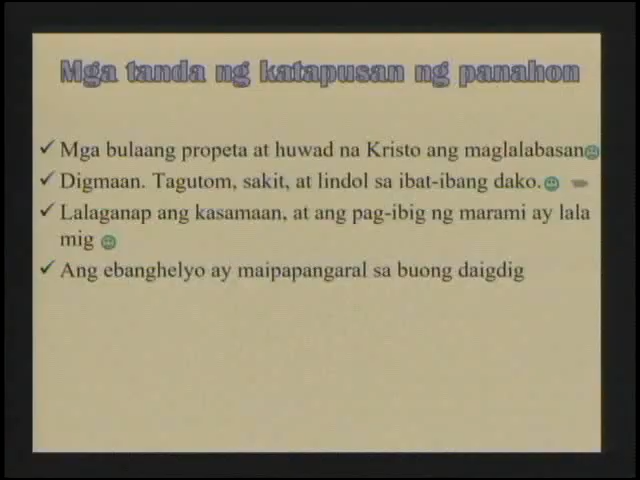 Mga tanda ng katapusan ng panahon
Mga bulaang propeta at huwad na Kristo ang maglalabasan
Digmaan. Tagutom, sakit, at lindol sa ibat-ibang dako.
Lalaganap ang kasamaan, at ang pag-ibig ng marami ay lala
mig
Ang ebanghelyo ay maipapangaral sa buong daigdig